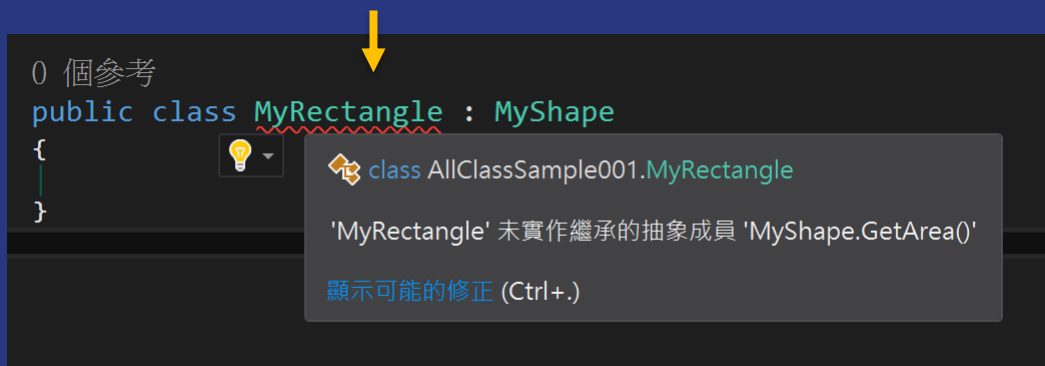 0 個參考
public class MyRectangle : MyShape
{
class AllClassSample001.MyRectangle
'MyRectangle' 未實作繼承的抽象成員 'MyShape.GetArea()'
}
顯示可能的修正 (Ctrl+.)